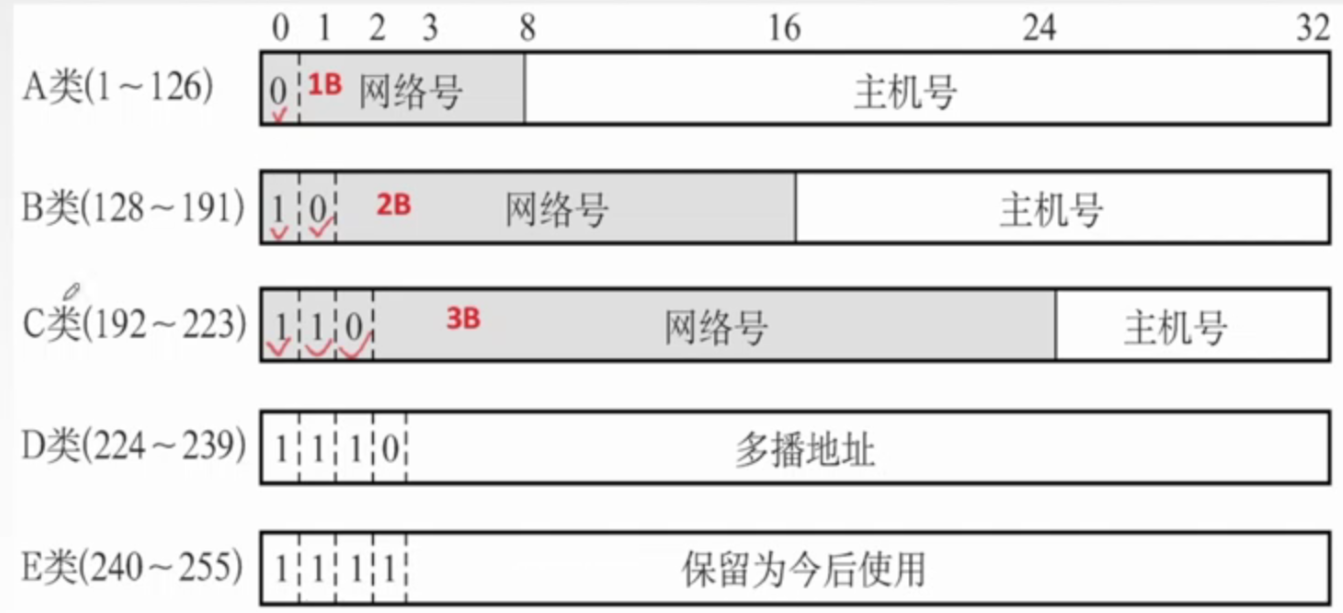 0 1 2 3 8 16 24 32
A类(1～126) 0 1B 网络号 主机号
B类(128～191) 1 0 2B 网络号 主机号
C类(192～223) 1 1 0 3B 网络号 主机号
D类(224～239) 1 1 1 0 多播地址
E类(240～255) 1 1 1 1 保留为今后使用